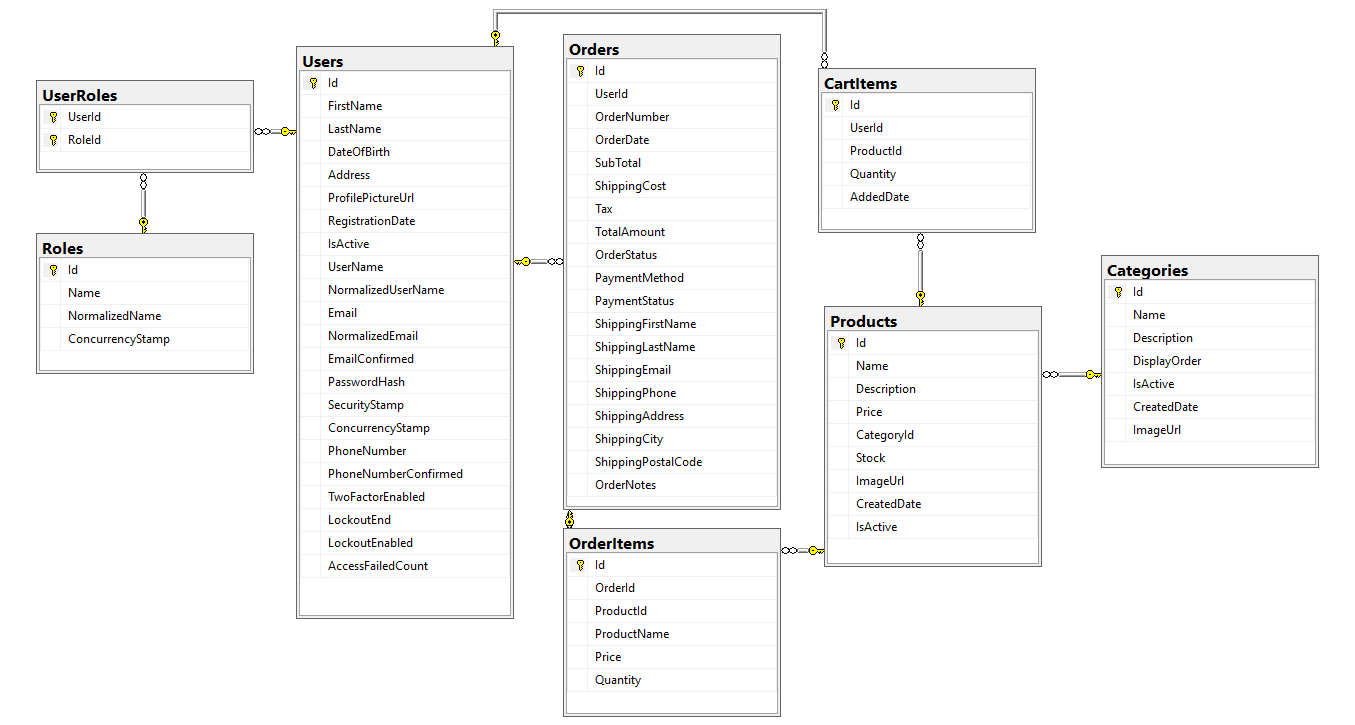 UserRoles
UserId
RoleId
Roles
Id
Name
NormalizedName
ConcurrencyStamp
Users
Id
FirstName
LastName
DateOfBirth
Address
ProfilePictureUrl
RegistrationDate
IsActive
UserName
NormalizedUserName
Email
NormalizedEmail
EmailConfirmed
PasswordHash
SecurityStamp
ConcurrencyStamp
PhoneNumber
PhoneNumberConfirmed
TwoFactorEnabled
LockoutEnd
LockoutEnabled
AccessFailedCount
Orders
Id
UserId
OrderNumber
OrderDate
SubTotal
ShippingCost
Tax
TotalAmount
OrderStatus
PaymentMethod
PaymentStatus
ShippingFirstName
ShippingLastName
ShippingEmail
ShippingPhone
ShippingAddress
ShippingCity
ShippingPostalCode
OrderNotes
OrderItems
Id
OrderId
ProductId
ProductName
Price
Quantity
CartItems
Id
UserId
ProductId
Quantity
AddedDate
Products
Id
Name
Description
Price
CategoryId
Stock
ImageUrl
CreatedDate
IsActive
Categories
Id
Name
Description
DisplayOrder
IsActive
CreatedDate
ImageUrl